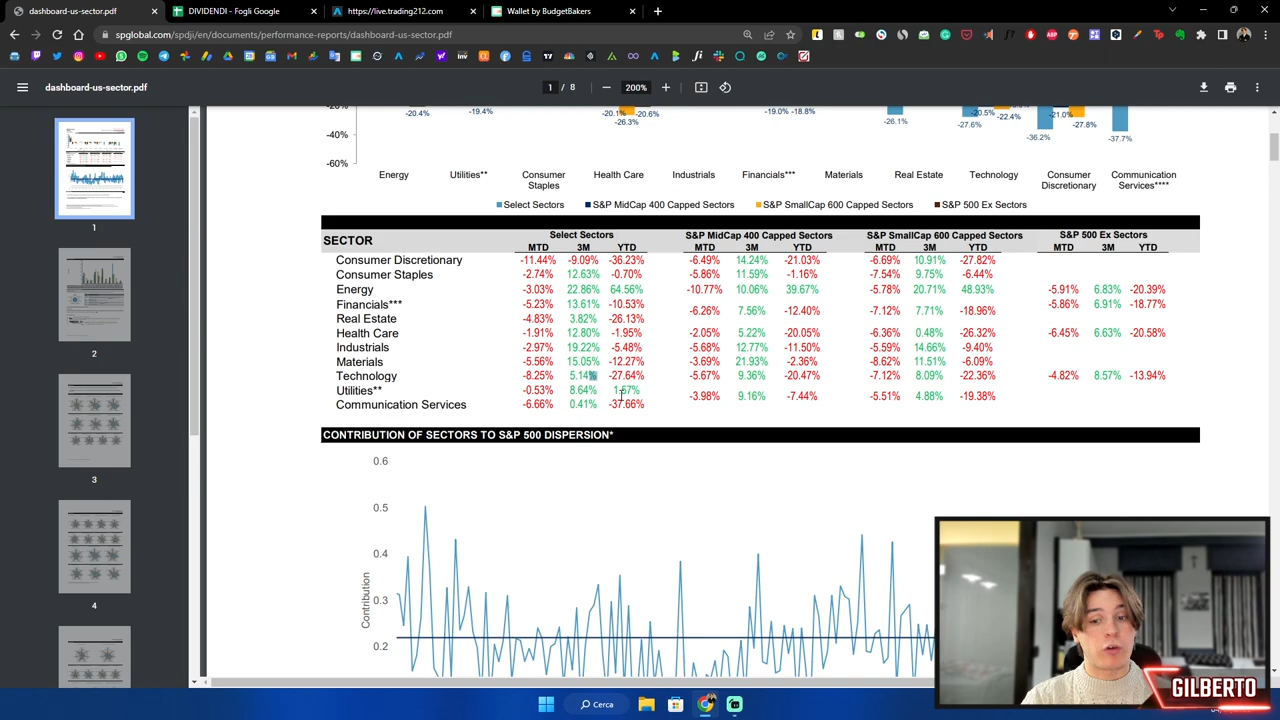 dashboard-us-sector.pdf
DIVIDENDI - Fogli Google
https://live.trading212.com
Wallet by BudgetBakers
spglobal.com/spdji/en/documents/performance-reports/dashboard-us-sector.pdf
dashboard-us-sector.pdf
1 / 8
200%
-20.4% -19.4% -20.1% -20.6% -26.3% -19.0% -18.8% -26.1% -27.6% -20.5% -22.4% -36.2% -21.0% -27.8% -37.7%
-20%
-40%
-60%
Energy Utilities** Consumer Staples Health Care Industrials Financials*** Materials Real Estate Technology Consumer Discretionary Communication Services****
Select Sectors S&P MidCap 400 Capped Sectors S&P SmallCap 600 Capped Sectors S&P 500 Ex Sectors
SECTOR Select Sectors S&P MidCap 400 Capped Sectors S&P SmallCap 600 Capped Sectors S&P 500 Ex Sectors
MTD 3M YTD MTD 3M YTD MTD 3M YTD MTD 3M YTD
Consumer Discretionary -11.44% -9.09% -36.23% -6.49% 14.24% -21.03% -6.69% 10.91% -27.82%
Consumer Staples -2.74% 12.63% -0.70% -5.86% 11.59% -1.16% -7.54% 9.75% -6.44%
Energy -3.03% 22.86% 64.56% -10.77% 10.06% 39.67% -5.78% 20.71% 48.93% -5.91% 6.83% -20.39%
Financials*** -5.23% 13.61% -10.53% -5.86% 6.91% -18.77%
-6.26% 7.56% -12.40% -7.12% 7.71% -18.96%
Real Estate -4.83% 3.82% -26.13%
Health Care -1.91% 12.80% -1.95% -2.05% 5.22% -20.05% -6.36% 0.48% -26.32% -6.45% 6.63% -20.58%
Industrials -2.97% 19.22% -5.48% -5.68% 12.77% -11.50% -5.59% 14.66% -9.40%
Materials -5.56% 15.05% -12.27% -3.69% 21.93% -2.36% -8.62% 11.51% -6.09%
Technology -8.25% 5.14% -27.64% -5.67% 9.36% -20.47% -7.12% 8.09% -22.36% -4.82% 8.57% -13.94%
Utilities** -0.53% 8.64%
-3.98% 9.16% -7.44% -5.51% 4.88% -19.38%
Communication Services -6.66% 0.41% -37.66%
CONTRIBUTION OF SECTORS TO S&P 500 DISPERSION*
0.6
0.5
0.4
0.3
0.2
Contribution
1
2
3
4
Cerca
GILBERTO